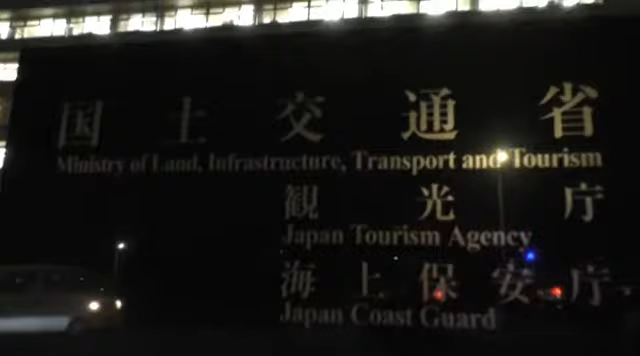 国土交通省
Ministry of Land, Infrastructure, Transport and Tourism
観光庁
Japan Tourism Agency
海上保安庁
Japan Coast Guard